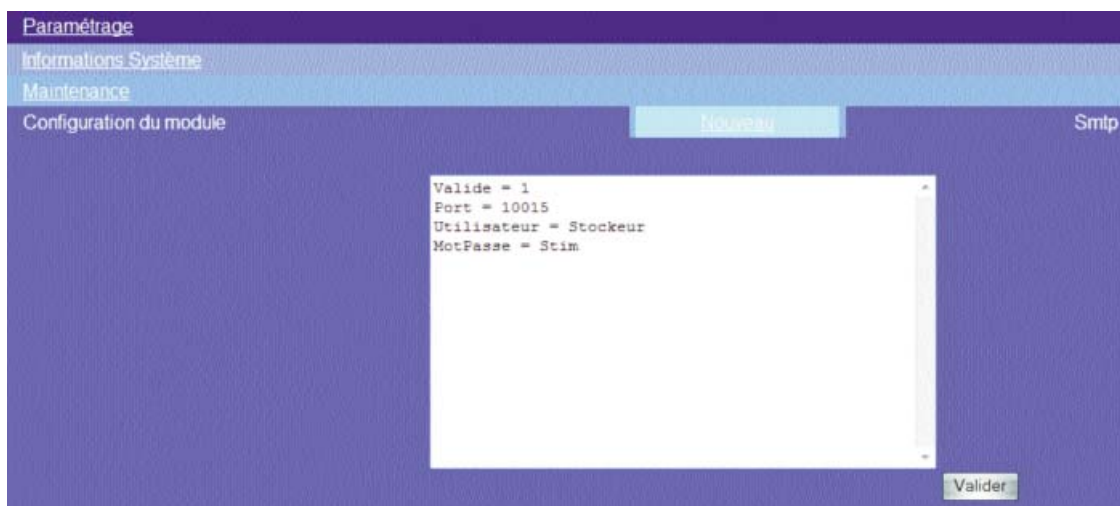 Paramétrage
Informations Système
Maintenance
Configuration du module Nouveau Smtp
Valide = 1
Port = 10015
Utilisateur = Stockeur
MotPasse = Stim
Valider